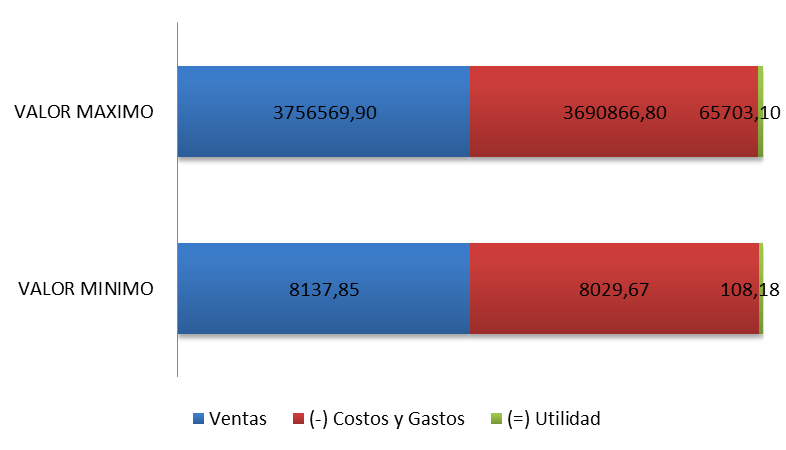 VALOR MAXIMO
3756569,90 3690866,80 65703,10
VALOR MINIMO
8137,85 8029,67 108,18
Ventas (-) Costos y Gastos (=) Utilidad